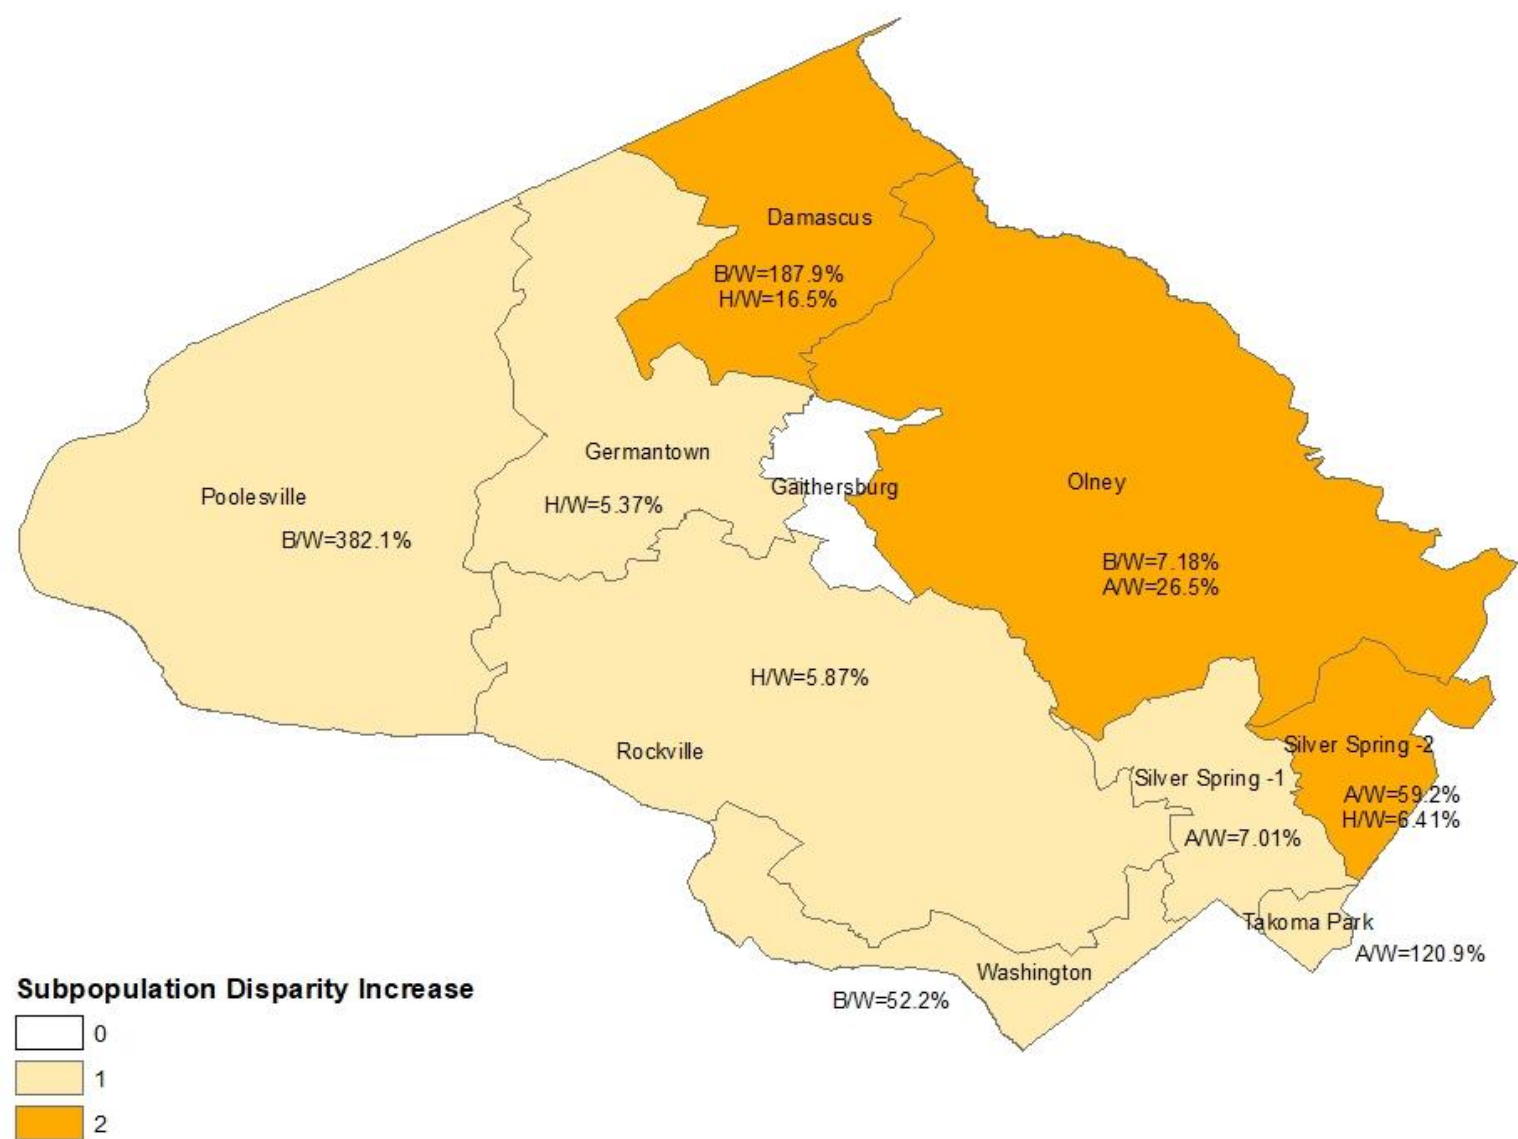 Damascus
B/W=187.9%
H/W=16.5%
Germantown
H/W=5.37%
Gaithersburg
Olney
B/W=7.18%
A/W=26.5%
Poolesville
B/W=382.1%
H/W=5.87%
Rockville
Silver Spring -2
A/W=59.2%
H/W=6.41%
Silver Spring -1
A/W=7.01%
Takoma Park
A/W=120.9%
Washington
B/W=52.2%
Subpopulation Disparity Increase
0
1
2